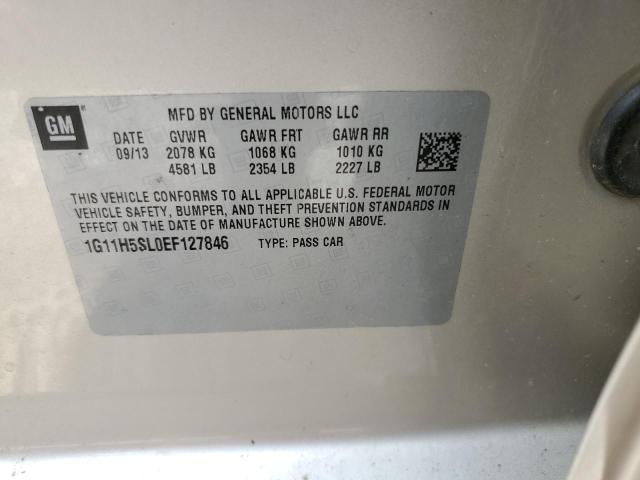 GM
MFD BY GENERAL MOTORS LLC
DATE GVWR GAWR FRT GAWR RR
09/13 2078 KG 1068 KG 1010 KG
4581 LB 2354 LB 2227 LB
THIS VEHICLE CONFORMS TO ALL APPLICABLE U.S. FEDERAL MOTOR
VEHICLE SAFETY, BUMPER, AND THEFT PREVENTION STANDARDS IN
EFFECT ON THE DATE OF MANUFACTURE SHOWN ABOVE.
1G11H5SL0EF127846 TYPE: PASS CAR